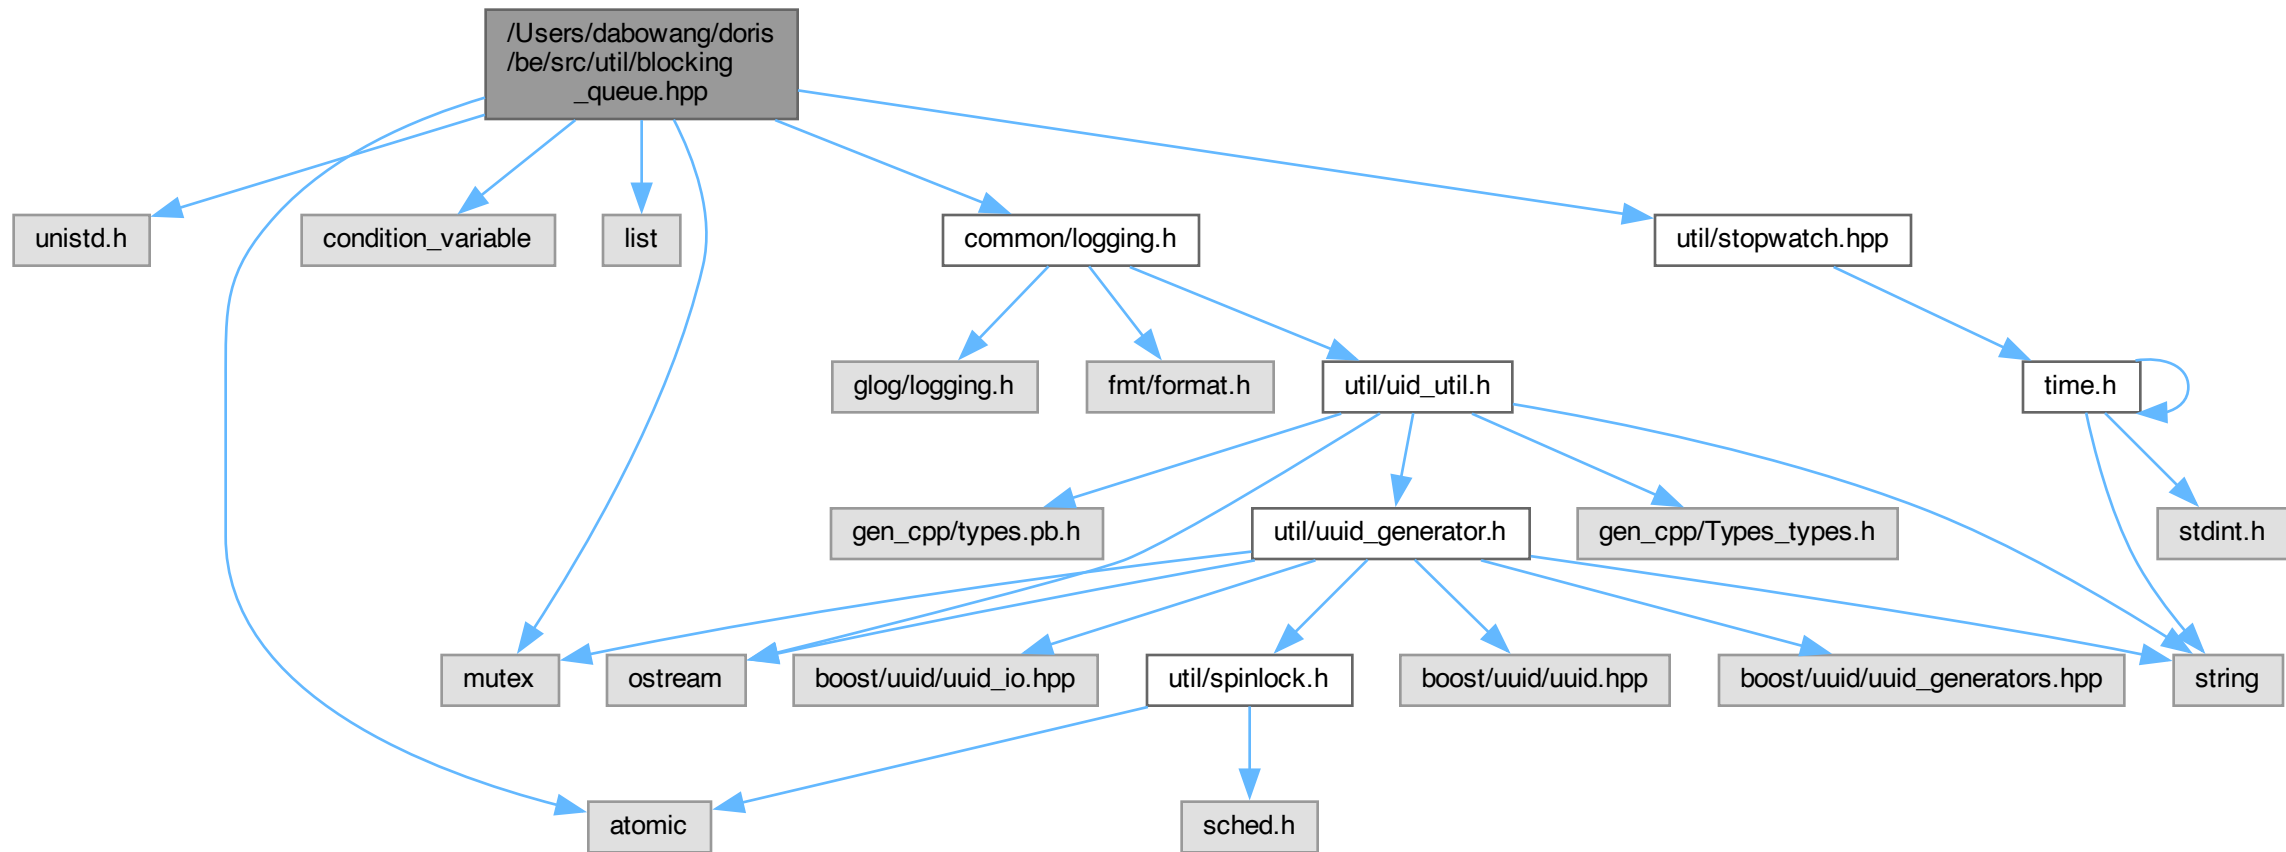 /Users/dabowang/doris
/be/src/util/blocking
_queue.hpp
unistd.h
condition_variable
list
common/logging.h
util/stopwatch.hpp
glog/logging.h
fmt/format.h
util/uid_util.h
time.h
gen_cpp/types.pb.h
util/uuid_generator.h
gen_cpp/Types_types.h
stdint.h
mutex
ostream
boost/uuid/uuid_io.hpp
util/spinlock.h
boost/uuid/uuid.hpp
boost/uuid/uuid_generators.hpp
string
atomic
sched.h